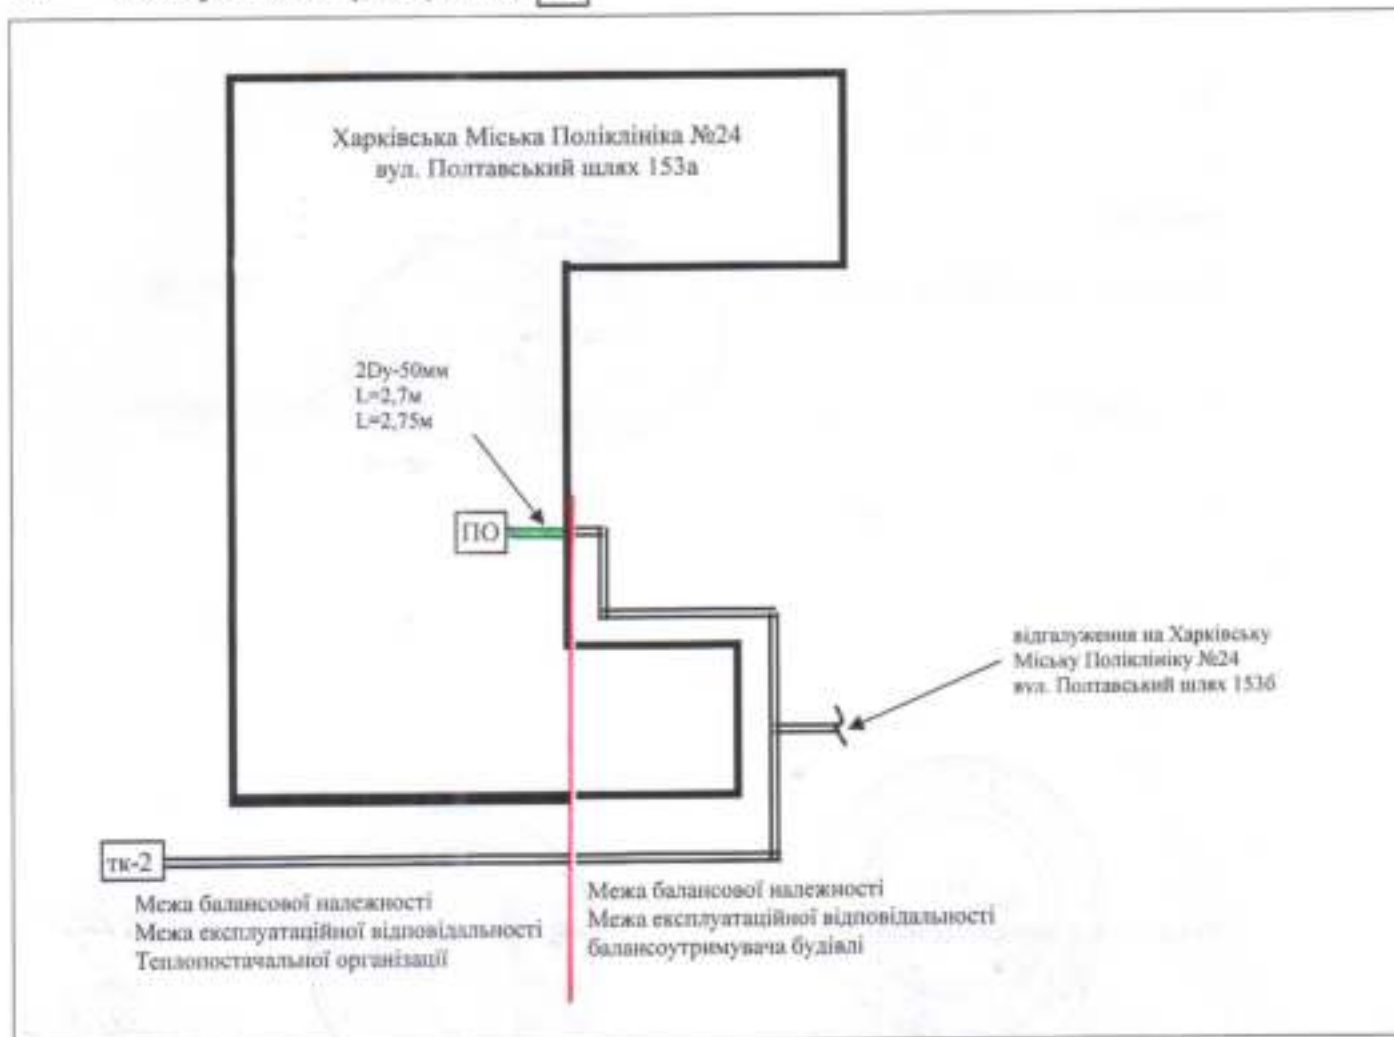 Харківська Міська Поліклініка №24
вул. Полтавський шлях 153а
2Dу-50мм
L=2,7м
L=2,75м
ПО
відгалуження на Харківську
Міську Поліклініку №24
вул. Полтавський шлях 153б
тк-2
Межа балансової належності
Межа експлуатаційної відповідальності
Теплопостачальної організації
Межа балансової належності
Межа експлуатаційної відповідальності
балансоутримувача будівлі